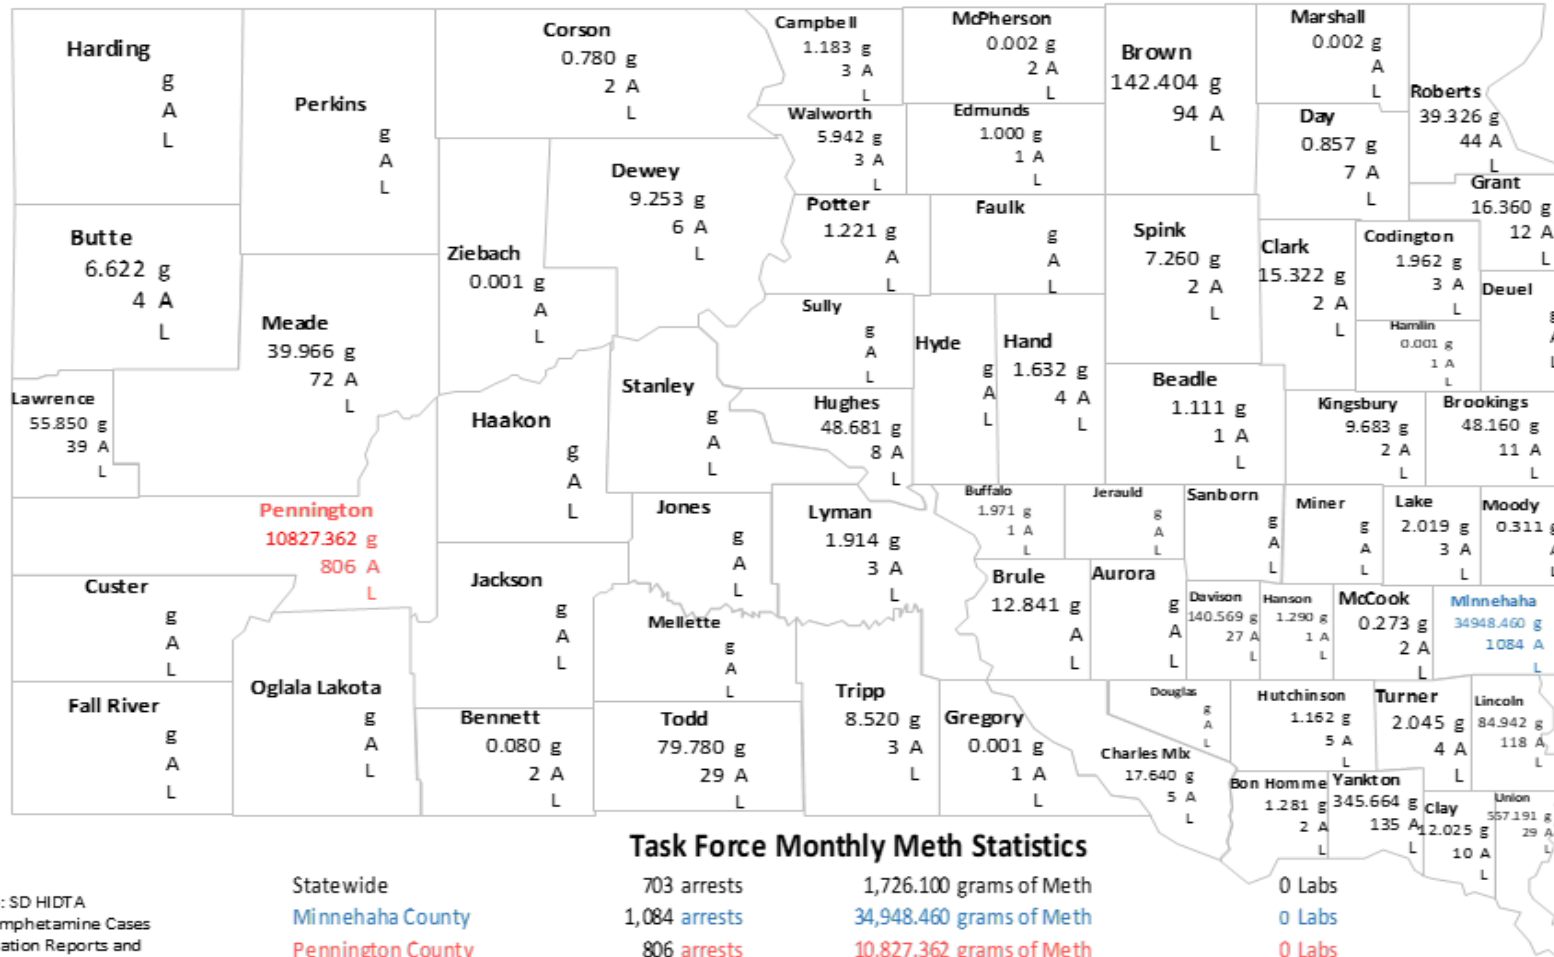 Harding
g
A
L
Perkins
g
A
L
Corson
0.780 g
2 A
L
Campbell
1.183 g
3 A
L
McPherson
0.002 g
2 A
L
Brown
142.404 g
94 A
L
Marshall
0.002 g
A
L
Roberts
39.326 g
44 A
L
Walworth
5.942 g
3 A
L
Edmunds
1.000 g
1 A
L
Day
0.857 g
7 A
L
Grant
16.360 g
12 A
L
Butte
6.622 g
4 A
L
Meade
39.966 g
72 A
L
Ziebach
0.001 g
A
L
Dewey
9.253 g
6 A
L
Potter
1.221 g
A
L
Faulk
g
A
L
Spink
7.260 g
2 A
L
Clark
15.322 g
2 A
L
Codington
1.962 g
3 A
L
Deuel
g
A
L
Hamlin
0.001 g
1 A
L
Sully
g
A
L
Hyde
g
A
L
Hand
1.632 g
4 A
L
Beadle
1.111 g
1 A
L
Kingsbury
9.683 g
2 A
L
Brookings
48.160 g
11 A
L
Lawrence
55.850 g
39 A
L
Haakon
g
A
L
Stanley
g
A
L
Hughes
48.681 g
8 A
L
Pennington
10827.362 g
806 A
L
Jones
g
A
L
Lyman
1.914 g
3 A
L
Buffalo
1.971 g
1 A
L
Jerauld
g
A
L
Sanborn
g
A
L
Miner
g
A
L
Lake
2.019 g
3 A
L
Moody
0.311 g
A
L
Custer
g
A
L
Jackson
g
A
L
Mellette
g
A
L
Brule
12.841 g
A
L
Aurora
g
A
L
Davison
140.569 g
27 A
L
Hanson
1.290 g
1 A
L
McCook
0.273 g
2 A
L
Minnehaha
34948.460 g
1084 A
L
Fall River
g
A
L
Oglala Lakota
g
A
L
Bennett
0.080 g
2 A
L
Todd
79.780 g
29 A
L
Tripp
8.520 g
3 A
L
Gregory
0.001 g
1 A
L
Charles Mix
17.640 g
5 A
L
Douglas
g
A
L
Hutchinson
1.162 g
5 A
L
Turner
2.045 g
4 A
L
Lincoln
84.942 g
118 A
L
Bon Homme
1.281 g
2 A
L
Yankton
345.664 g
135 A
L
Clay
12.025 g
10 A
L
Union
557.191 g
29 A
L
Task Force Monthly Meth Statistics
Statewide 703 arrests 1,726.100 grams of Meth 0 Labs
: SD HIDTA
Minnehaha County 1,084 arrests 34,948.460 grams of Meth 0 Labs
mphetamine Cases
ation Reports and
Pennington County 806 arrests 10.827.362 grams of Meth 0 Labs